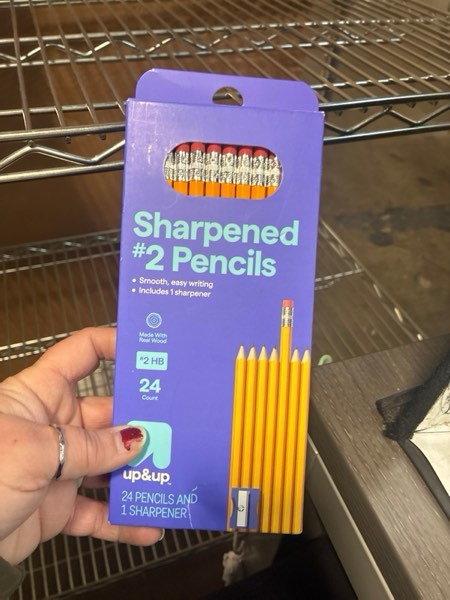 Sharpened
#2 Pencils
• Smooth, easy writing
• Includes 1 sharpener
Made With
Real Wood
#2 HB
24
Count
up&up™
24 PENCILS AND
1 SHARPENER